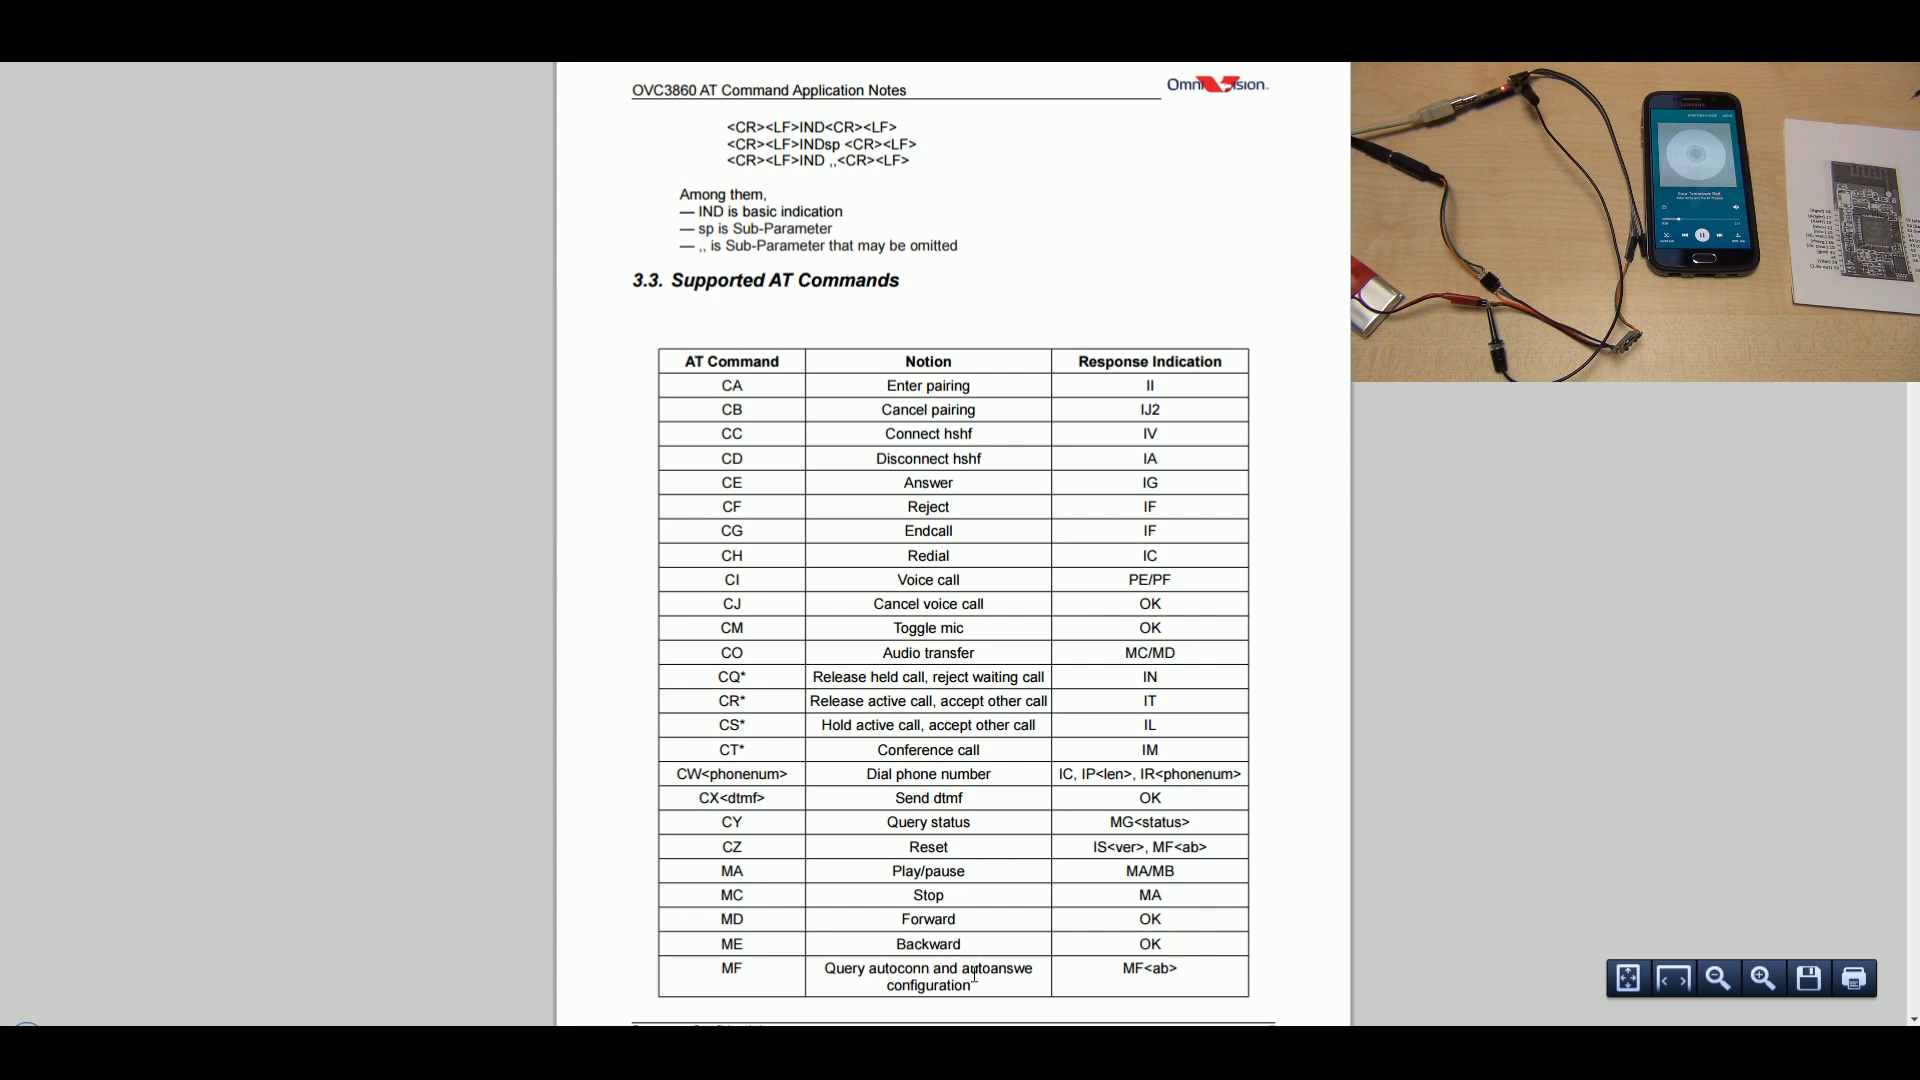 OVC3860 AT Command Application Notes
OmniVision
<CR><LF>IND<CR><LF>
<CR><LF>INDsp <CR><LF>
<CR><LF>IND ,,<CR><LF>
Among them,
— IND is basic indication
— sp is Sub-Parameter
— ,, is Sub-Parameter that may be omitted
3.3. Supported AT Commands
AT Command Notion Response Indication
CA Enter pairing II
CB Cancel pairing IJ2
CC Connect hshf IV
CD Disconnect hshf IA
CE Answer IG
CF Reject IF
CG Endcall IF
CH Redial IC
CI Voice call PE/PF
CJ Cancel voice call OK
CM Toggle mic OK
CO Audio transfer MC/MD
CQ* Release held call, reject waiting call IN
CR* Release active call, accept other call IT
CS* Hold active call, accept other call IL
CT* Conference call IM
CW<phonenum> Dial phone number IC, IP<len>, IR<phonenum>
CX<dtmf> Send dtmf OK
CY Query status MG<status>
CZ Reset IS<ver>, MF<ab>
MA Play/pause MA/MB
MC Stop MA
MD Forward OK
ME Backward OK
MF Query autoconn and autoanswe MF<ab>
configuration
SAMSUNG